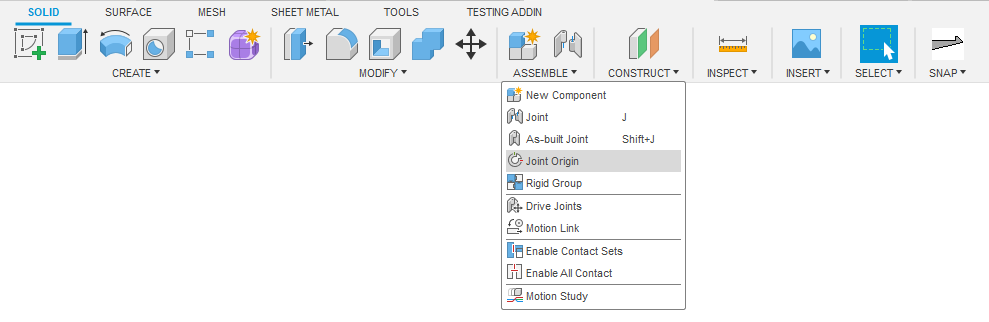 SOLID SURFACE MESH SHEET METAL TOOLS TESTING ADDIN
CREATE MODIFY ASSEMBLE CONSTRUCT INSPECT INSERT SELECT SNAP
New Component
Joint J
As-built Joint Shift+J
Joint Origin
Rigid Group
Drive Joints
Motion Link
Enable Contact Sets
Enable All Contact
Motion Study